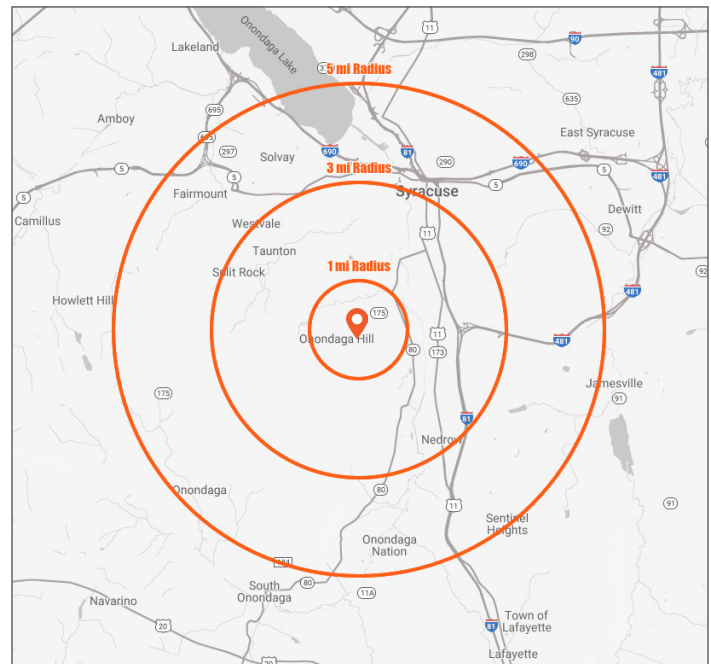 11
90
Lakeland
Onondaga Lake
298
481
5 mi Radius
635
695
Amboy
East Syracuse
695
297
Solvay
690
81
290
690
5
5
5
481
3 mi Radius
Fairmount
5
Syracuse
5
Camillus
Dewitt
Westvale
11
92
Taunton
Split Rock
1 mi Radius
92
481
Howlett Hill
175
11
Onondaga Hill
481
80
173
Jamesville
175
91
81
Nedrow
Onondaga
80
91
11
Sentinel
Heights
Onondaga
Nation
80
South
Onondaga
11A
Navarino
20
Town of
Lafayette
81
20
Lafayette